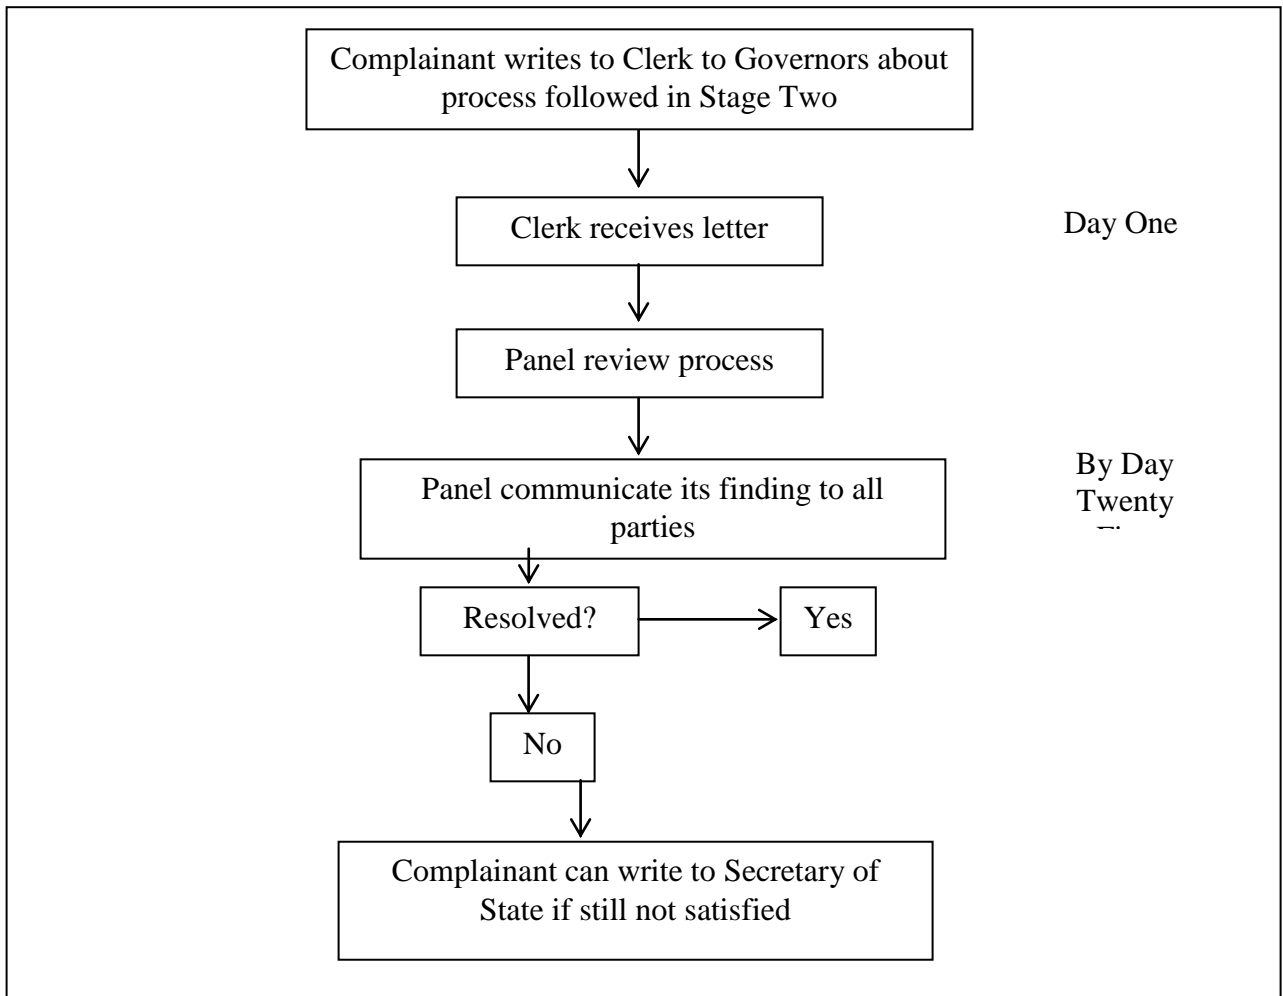 Complainant writes to Clerk to Governors about
process followed in Stage Two
Clerk receives letter
Day One
Panel review process
Panel communicate its finding to all
parties
By Day
Twenty
Resolved?
Yes
No
Complainant can write to Secretary of
State if still not satisfied